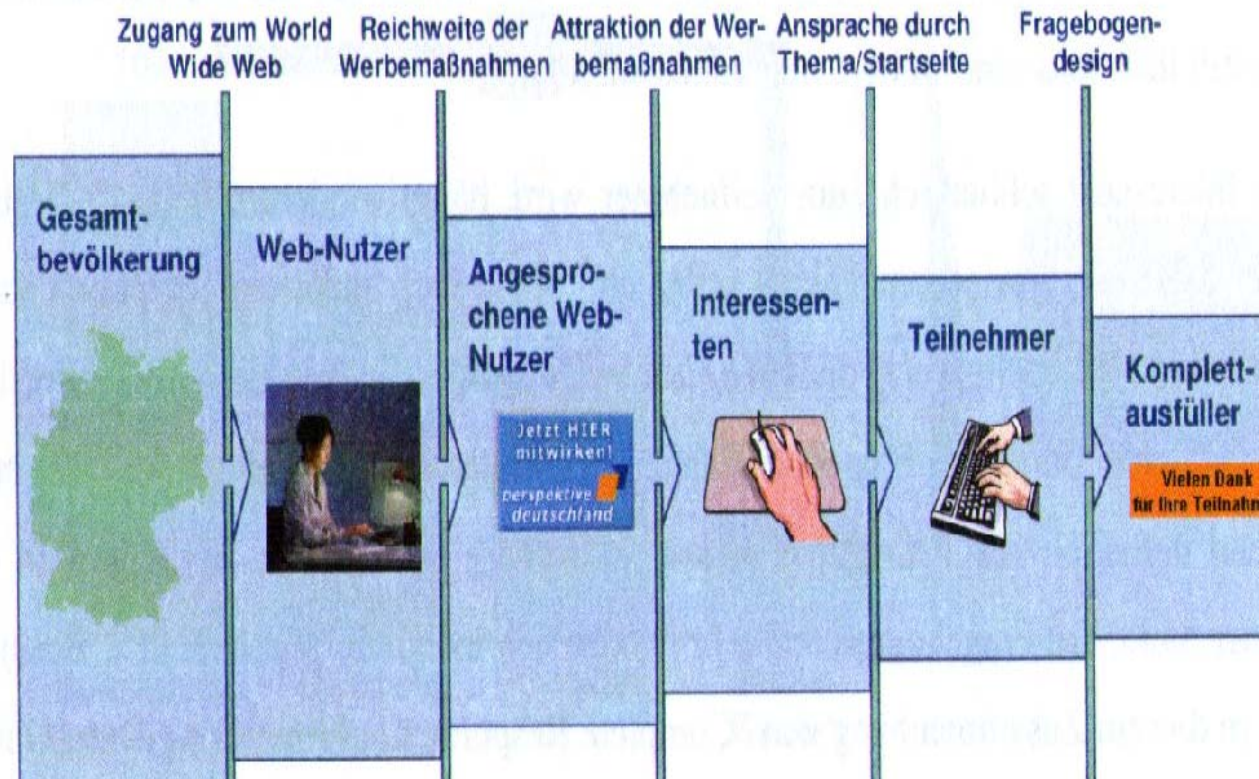 Zugang zum World
Wide Web
Reichweite der
Werbemaßnahmen
Attraktion der Wer-
bemaßnahmen
Ansprache durch
Thema/Startseite
Fragebogen-
design
Gesamt-
bevölkerung
Web-Nutzer
Angespro-
chene Web-
Nutzer
Jetzt HIER
mitwirken!
perspektive
deutschland
Interessen-
ten
Teilnehmer
Komplett-
ausfüller
Vielen Dank
für Ihre